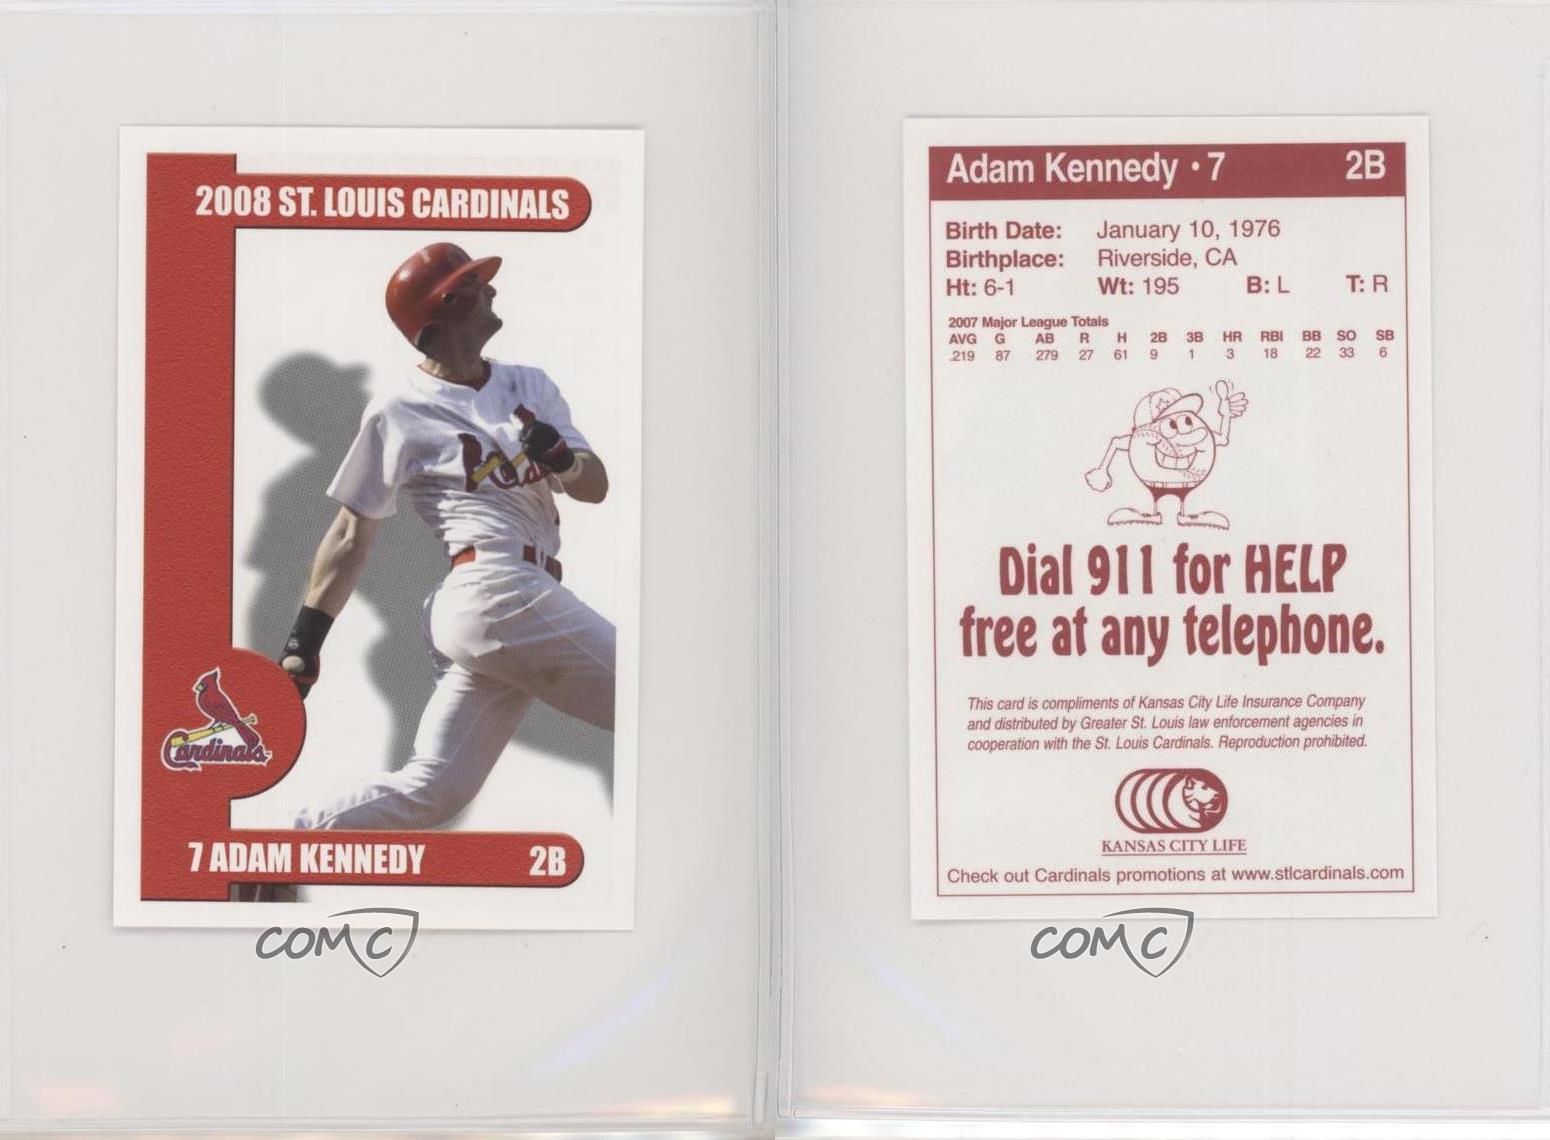 2008 ST. LOUIS CARDINALS
Cardinals
Cardinals
7 ADAM KENNEDY 2B
COMC
Adam Kennedy • 7 2B
Birth Date: January 10, 1976
Birthplace: Riverside, CA
Ht: 6-1 Wt: 195 B: L T: R
2007 Major League Totals
AVG G AB R H 2B 3B HR RBI BB SO SB
.219 87 279 27 61 9 1 3 18 22 33 6
Dial 911 for HELP
free at any telephone.
This card is compliments of Kansas City Life Insurance Company
and distributed by Greater St. Louis law enforcement agencies in
cooperation with the St. Louis Cardinals. Reproduction prohibited.
KANSAS CITY LIFE
Check out Cardinals promotions at www.stlcardinals.com
COMC